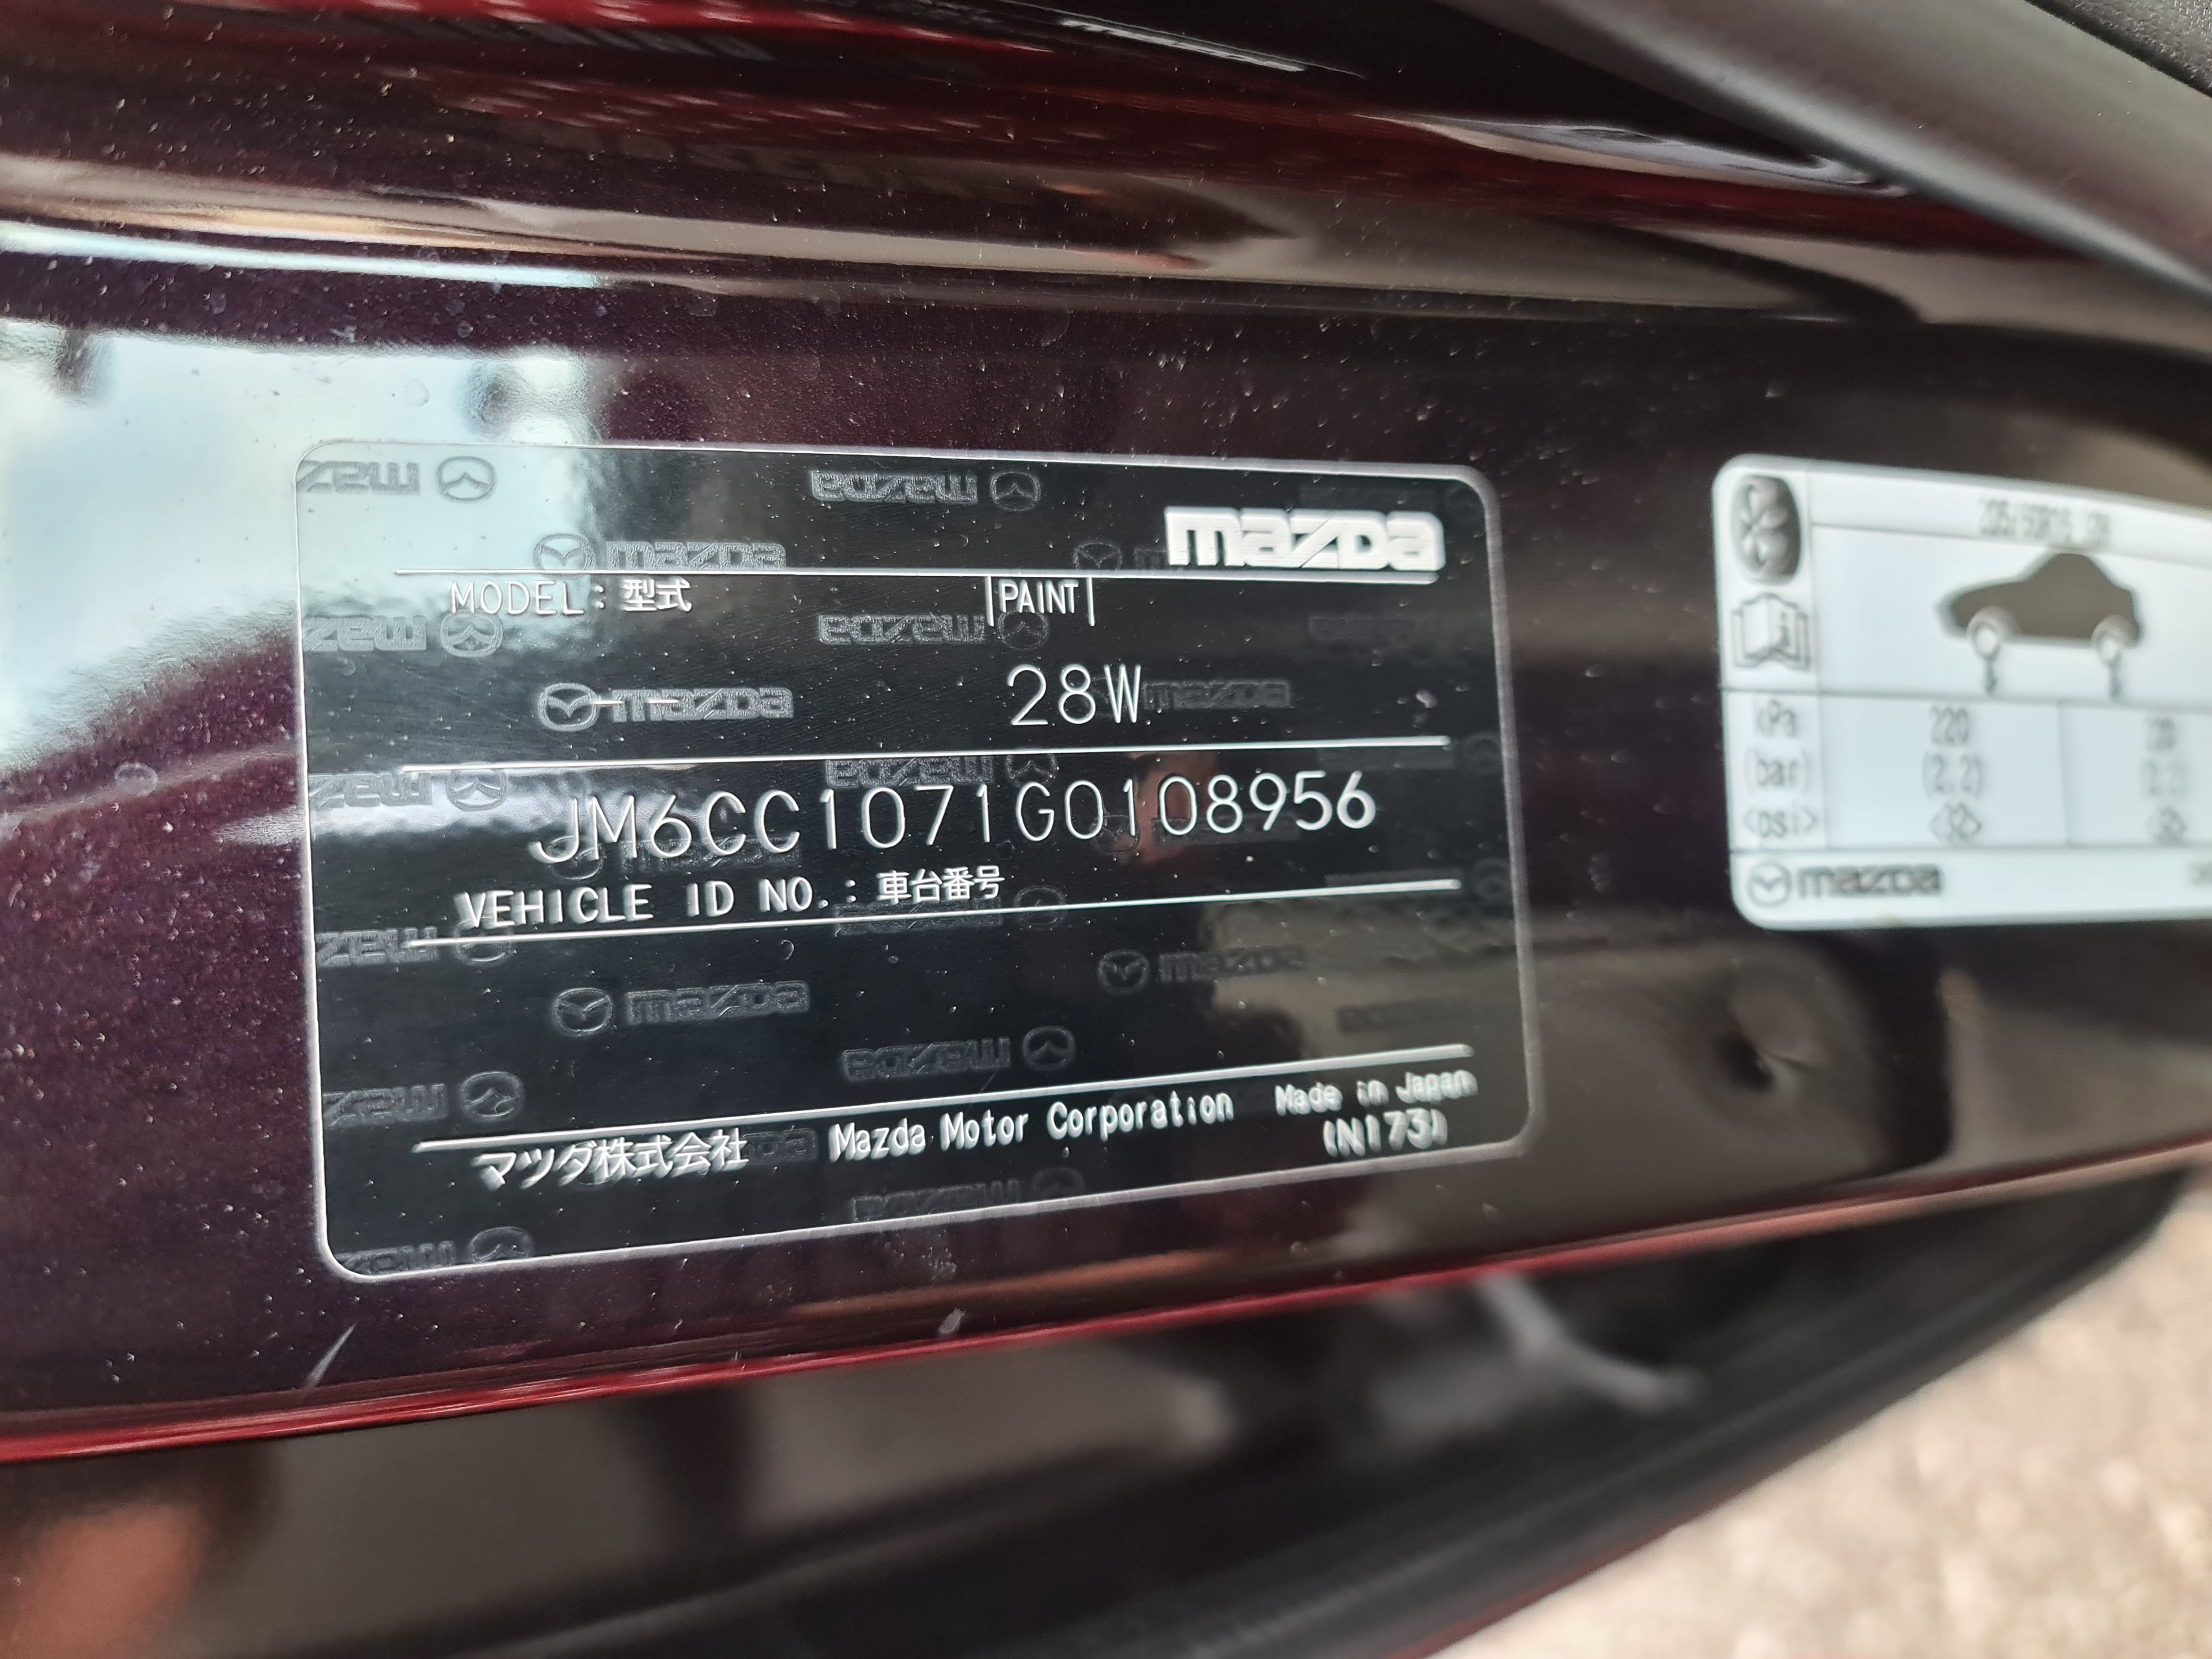 mazda
MODEL : 型式 PAINT
28W
JM6CC1071G0108956
VEHICLE ID NO. : 車台番号
マツダ株式会社 Mazda Motor Corporation Made in Japan
(N173)
kPa 220
(bar) (2.2)
<psi> <32>
mazda